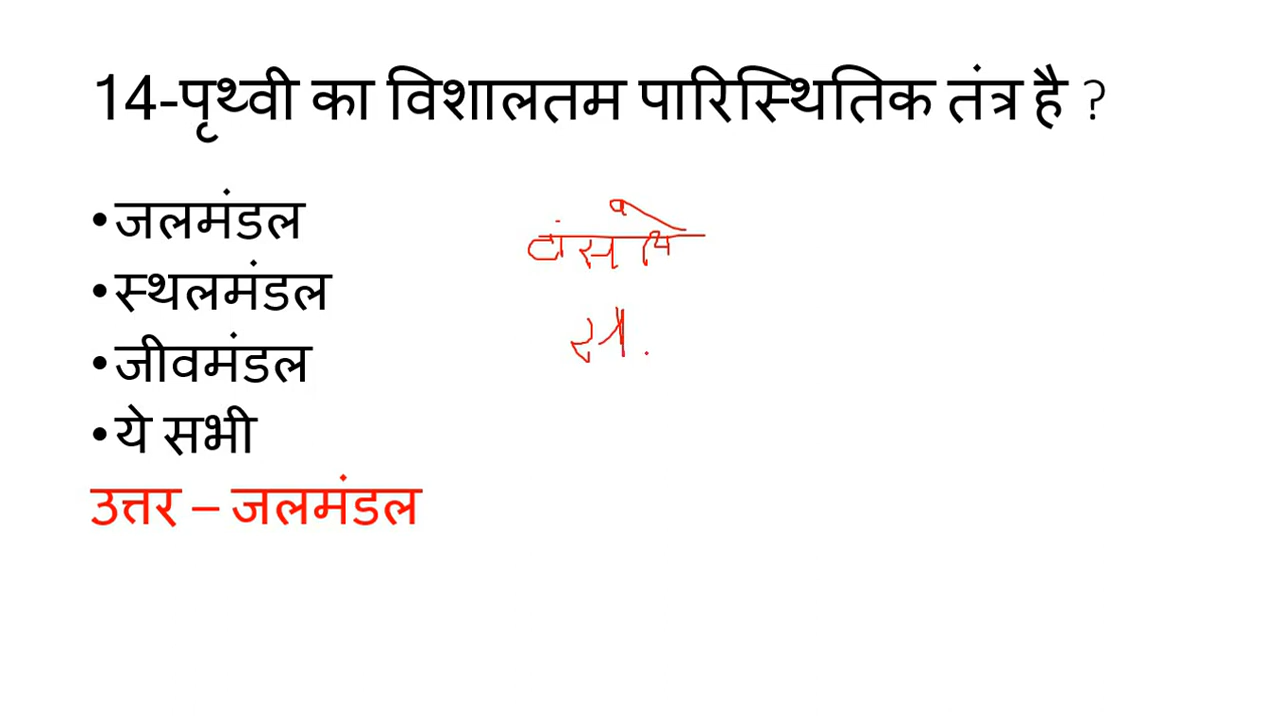 14-पृथ्वी का विशालतम पारिस्थितिक तंत्र है ?
•जलमंडल
•स्थलमंडल
•जीवमंडल
•ये सभी
उत्तर – जलमंडल